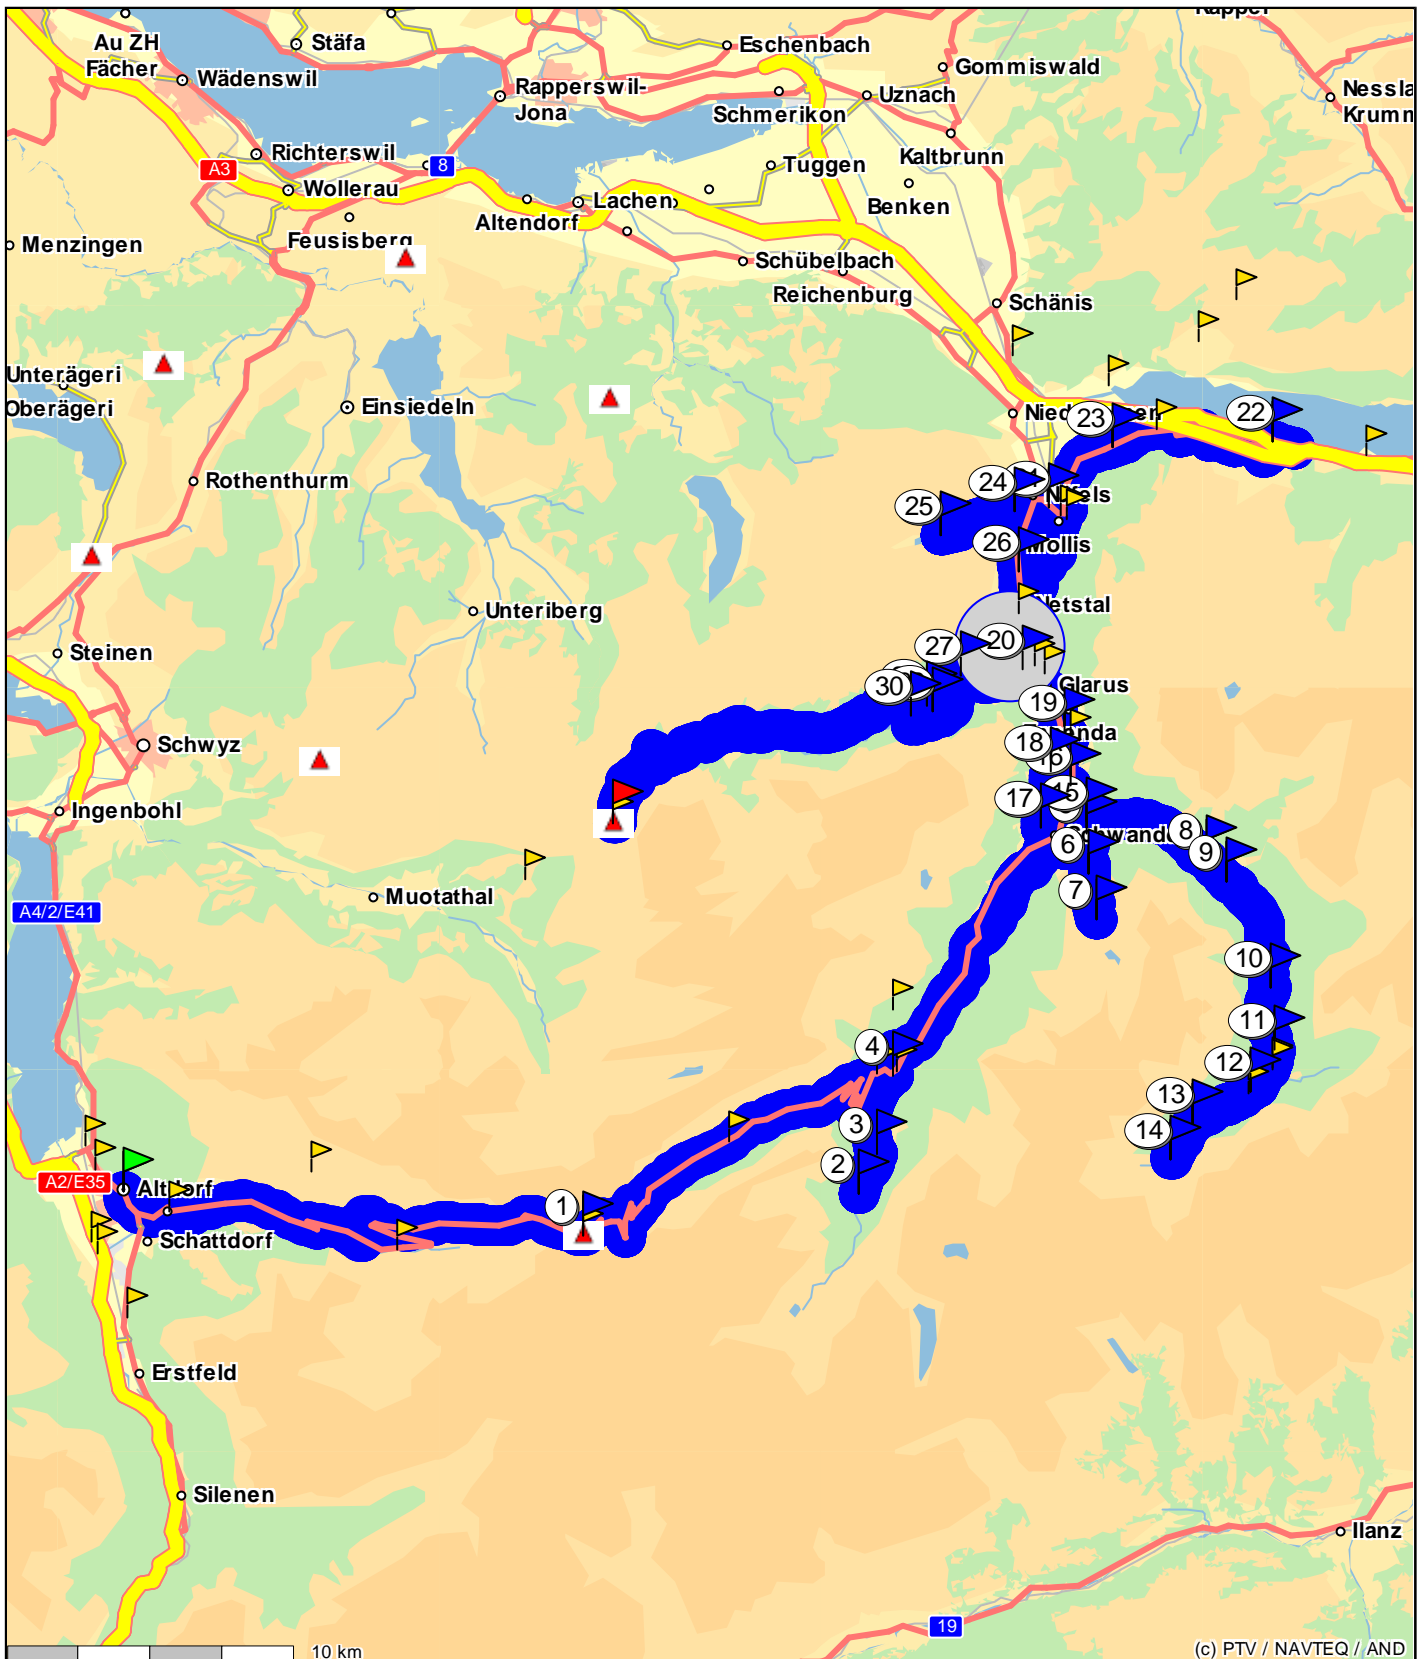 Au ZH
Fächer
Stäfa
Wädenswil
Eschenbach
Gommiswald
Rapperswil-
Jona
Uznach
Schmerikon
Nessla
Krumm
Richterswil
A3
8
Tuggen
Kaltbrunn
Wollerau
Lachen
Benken
Altendorf
Feusisberg
Menzingen
Schübelbach
Reichenburg
Schänis
Unterägeri
Oberägeri
Einsiedeln
23
22
Rothenthurm
24
25
26
Mollis
Unteriberg
Netstal
20
27
30
Steinen
Glarus
19
18
Schwyz
17
15
Ingenbohl
6
8
9
7
Muotathal
A4/2/E41
10
11
4
12
13
3
14
2
A2/E35
Altdorf
1
Schattdorf
Erstfeld
Silenen
Ilanz
19
10 km
(c) PTV / NAVTEQ / AND